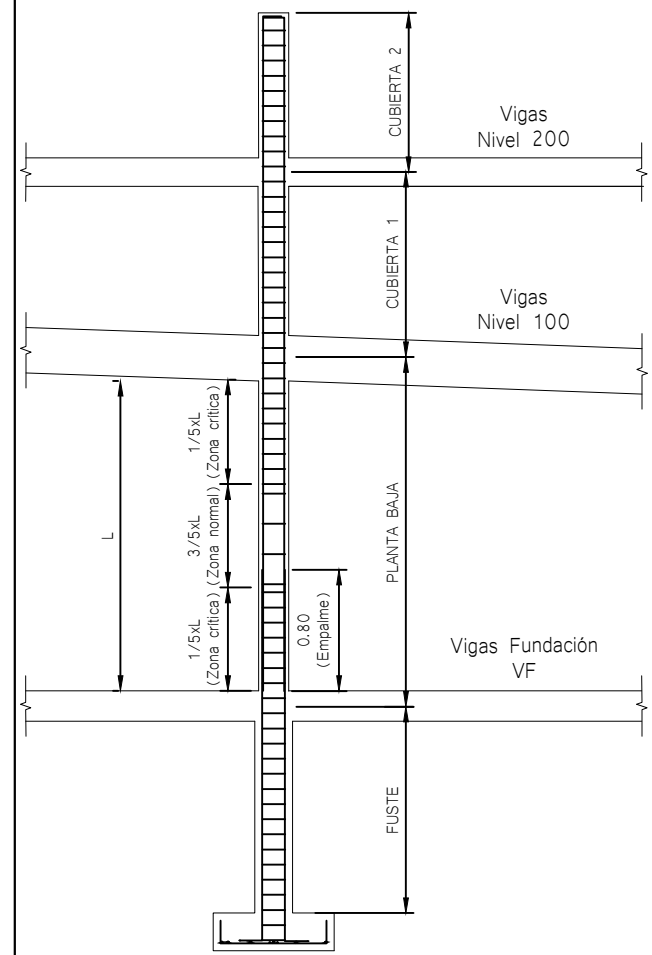 CUBIERTA 2
Vigas
Nivel 200
CUBIERTA 1
Vigas
Nivel 100
1/5xL
(Zona crítica)
L
3/5xL
(Zona normal)
PLANTA BAJA
1/5xL
(Zona crítica)
0.80
(Empalme)
Vigas Fundación
VF
FUSTE